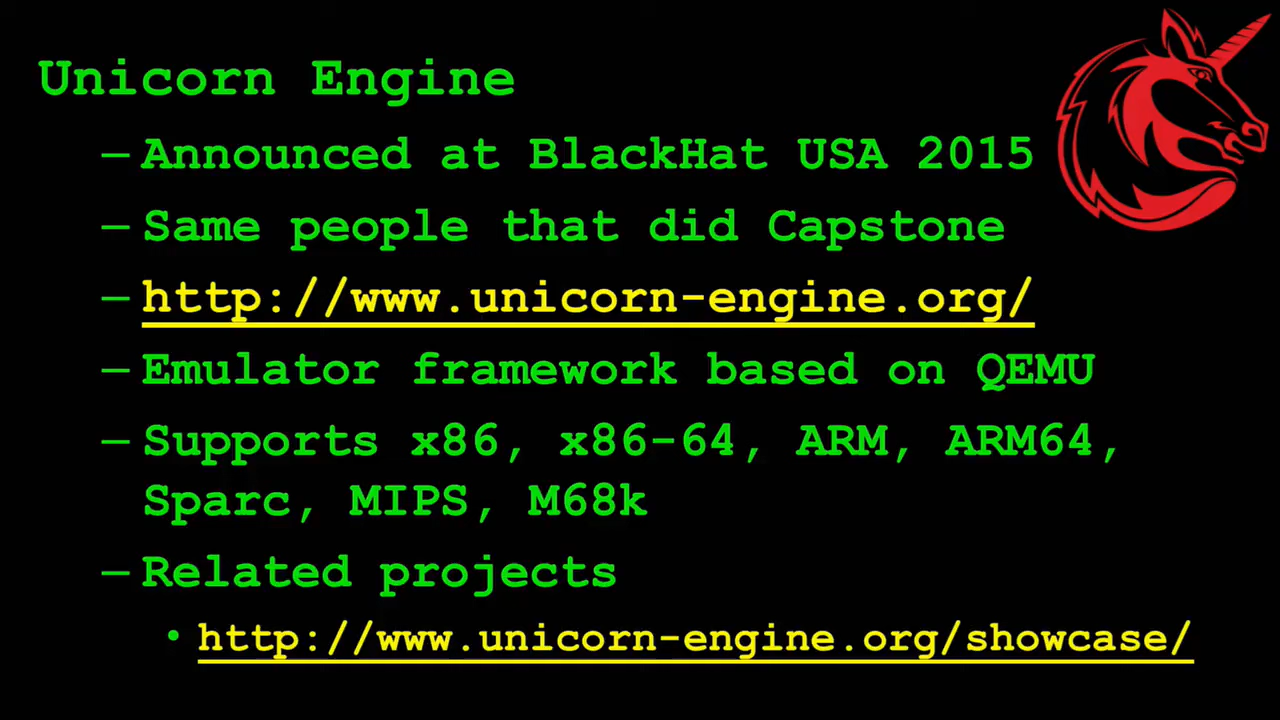 Unicorn Engine
– Announced at BlackHat USA 2015
– Same people that did Capstone
– http://www.unicorn-engine.org/
– Emulator framework based on QEMU
– Supports x86, x86-64, ARM, ARM64,
Sparc, MIPS, M68k
– Related projects
• http://www.unicorn-engine.org/showcase/